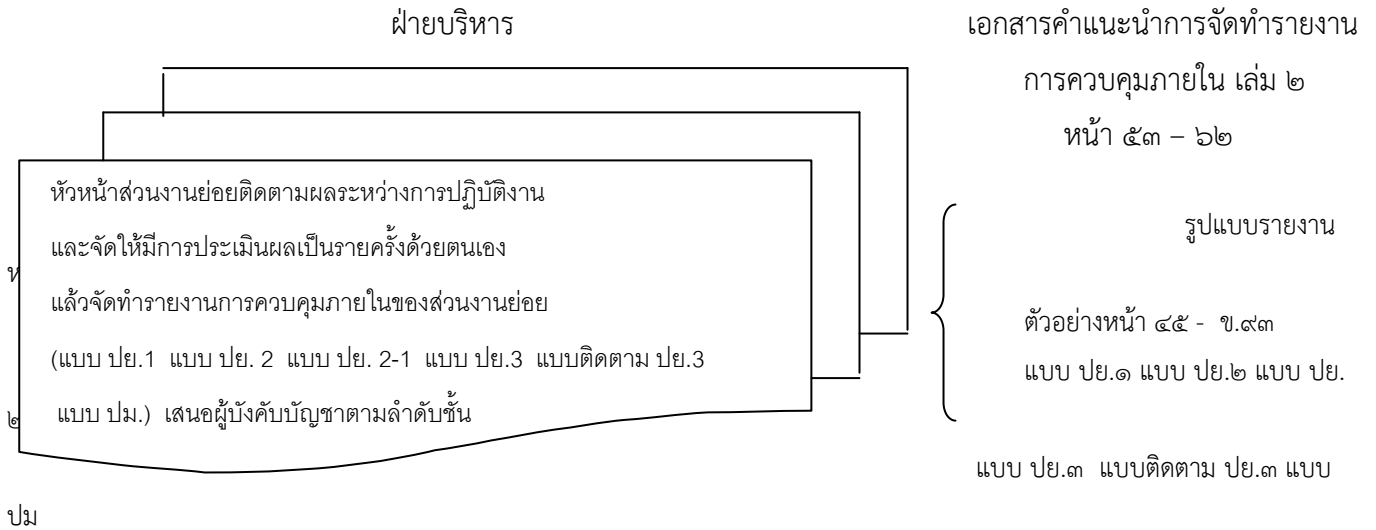 ฝ่ายบริหาร
เอกสารคำแนะนำการจัดทำรายงาน
การควบคุมภายใน เล่ม ๒
หน้า ๕๓ – ๖๒
หัวหน้าส่วนงานย่อยติดตามผลระหว่างการปฏิบัติงาน
และจัดให้มีการประเมินผลเป็นรายครั้งด้วยตนเอง
แล้วจัดทำรายงานการควบคุมภายในของส่วนงานย่อย
(แบบ ปย.1 แบบ ปย. 2 แบบ ปย. 2-1 แบบ ปย.3 แบบติดตาม ปย.3
แบบ ปม.) เสนอผู้บังคับบัญชาตามลำดับชั้น
รูปแบบรายงาน
ห
ตัวอย่างหน้า ๔๕ - ข.๙๓
แบบ ปย.๑ แบบ ปย.๒ แบบ ปย.
๒
แบบ ปย.๓ แบบติดตาม ปย.๓ แบบ
ปม